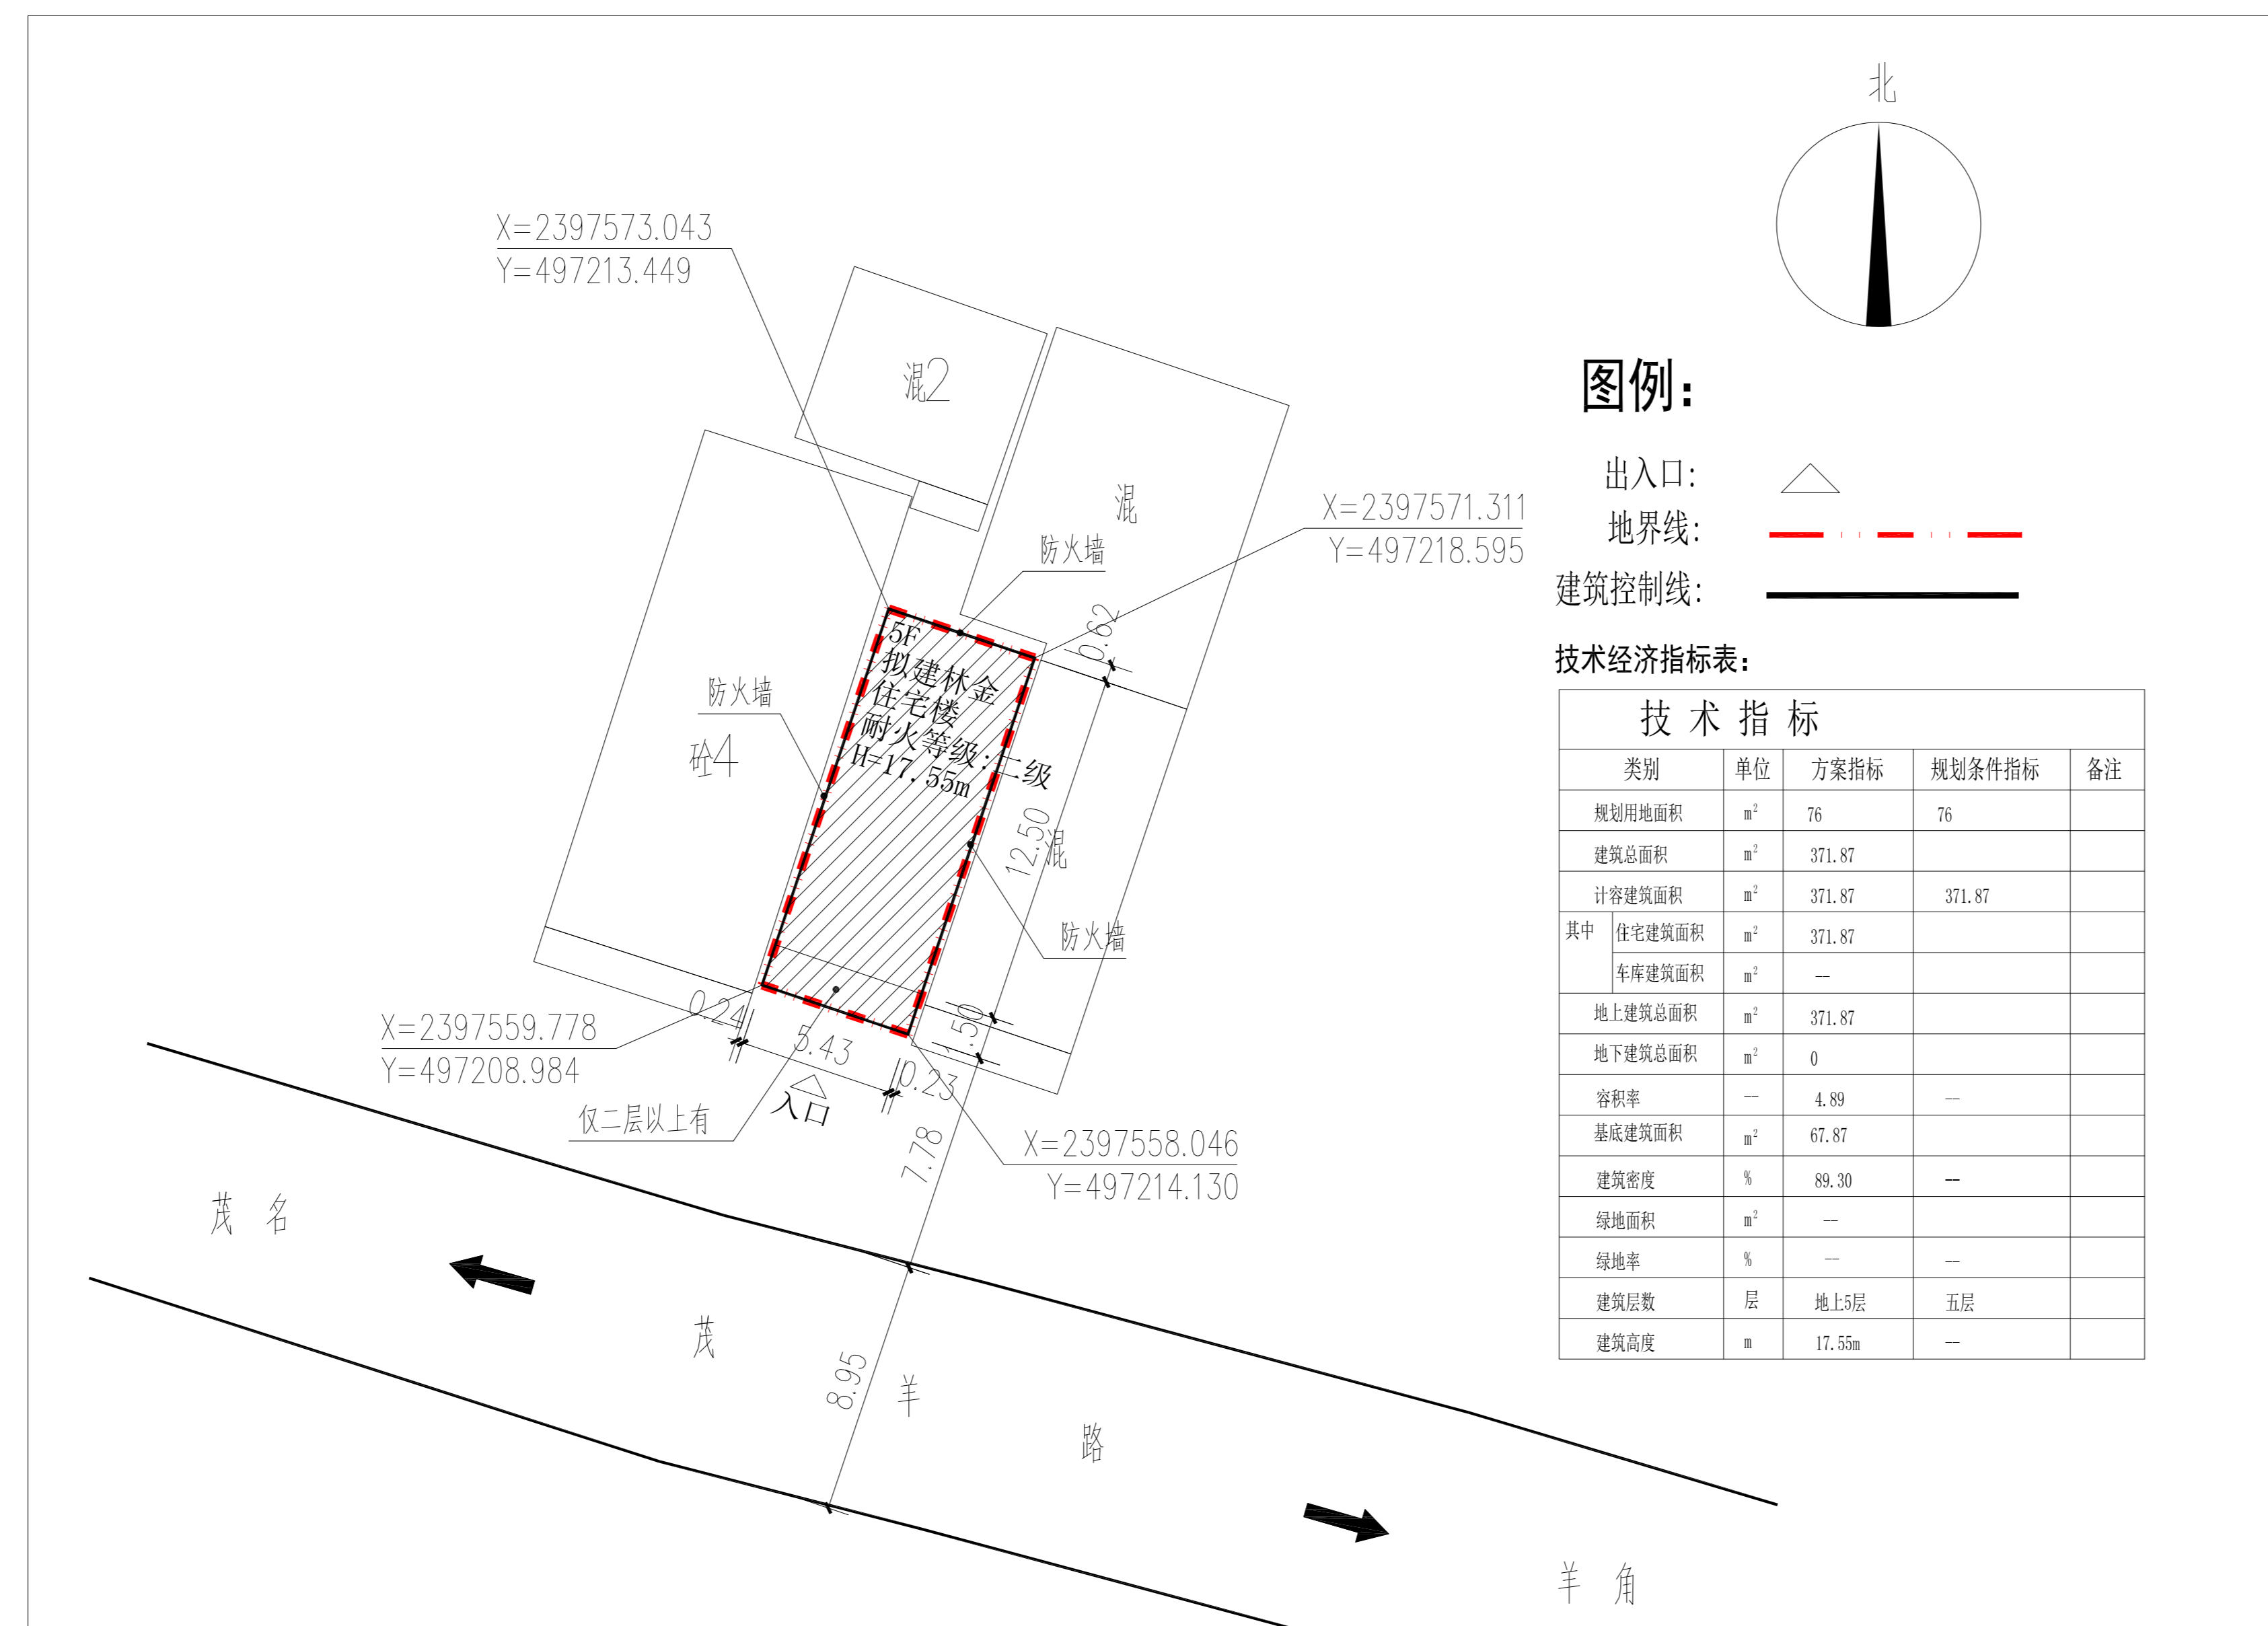 北
X=2397573.043
Y=497213.449
混2
混
X=2397571.311
Y=497218.595
防火墙
0.62
5F
拟建林金
住宅楼
耐火等级:二级
H=17.55m
防火墙
砼4
12.50
混
防火墙
X=2397559.778
Y=497208.984
0.24
5.43
0.23
1.50
入口
仅二层以上有
7.78
X=2397558.046
Y=497214.130
茂名
茂羊路
8.95
羊角
图例：
出入口:
地界线:
建筑控制线:
技术经济指标表：
技术指标
类别 单位 方案指标 规划条件指标 备注
规划用地面积 m² 76 76
建筑总面积 m² 371.87
计容建筑面积 m² 371.87 371.87
其中 住宅建筑面积 m² 371.87
车库建筑面积 m² --
地上建筑总面积 m² 371.87
地下建筑总面积 m² 0
容积率 -- 4.89 --
基底建筑面积 m² 67.87
建筑密度 % 89.30 --
绿地面积 m² --
绿地率 % -- --
建筑层数 层 地上5层 五层
建筑高度 m 17.55m --